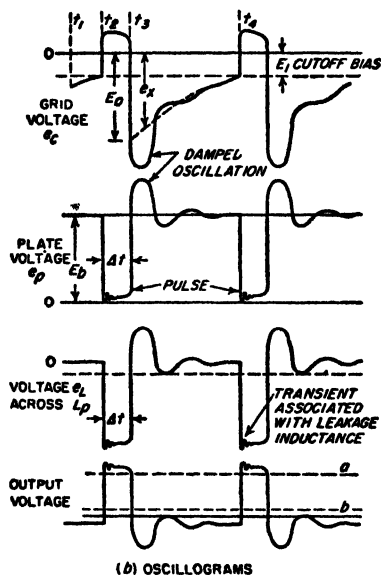 t1 t2 t3 t4
0
E1 CUTOFF BIAS
E0 ex
GRID
VOLTAGE
ec
DAMPEL
OSCILLATION
PLATE
VOLTAGE
ep
Eb
Δt
PULSE
0
0
VOLTAGE eL
ACROSS Lp
Δt
TRANSIENT
ASSOCIATED
WITH LEAKAGE
INDUCTANCE
OUTPUT
VOLTAGE
a
b
(b) OSCILLOGRAMS